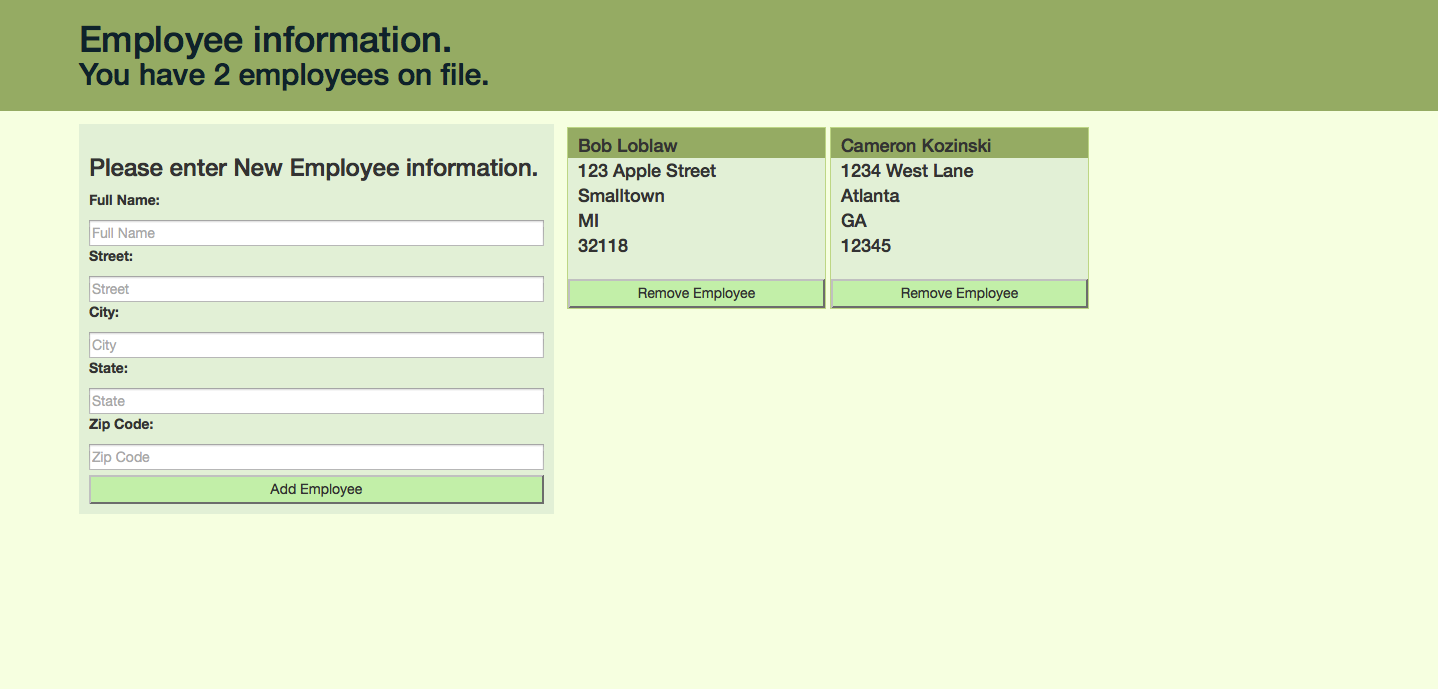 Employee information.
You have 2 employees on file.
Please enter New Employee information.
Full Name:
Full Name
Street:
Street
City:
City
State:
State
Zip Code:
Zip Code
Add Employee
Bob Loblaw
123 Apple Street
Smalltown
MI
32118
Remove Employee
Cameron Kozinski
1234 West Lane
Atlanta
GA
12345
Remove Employee